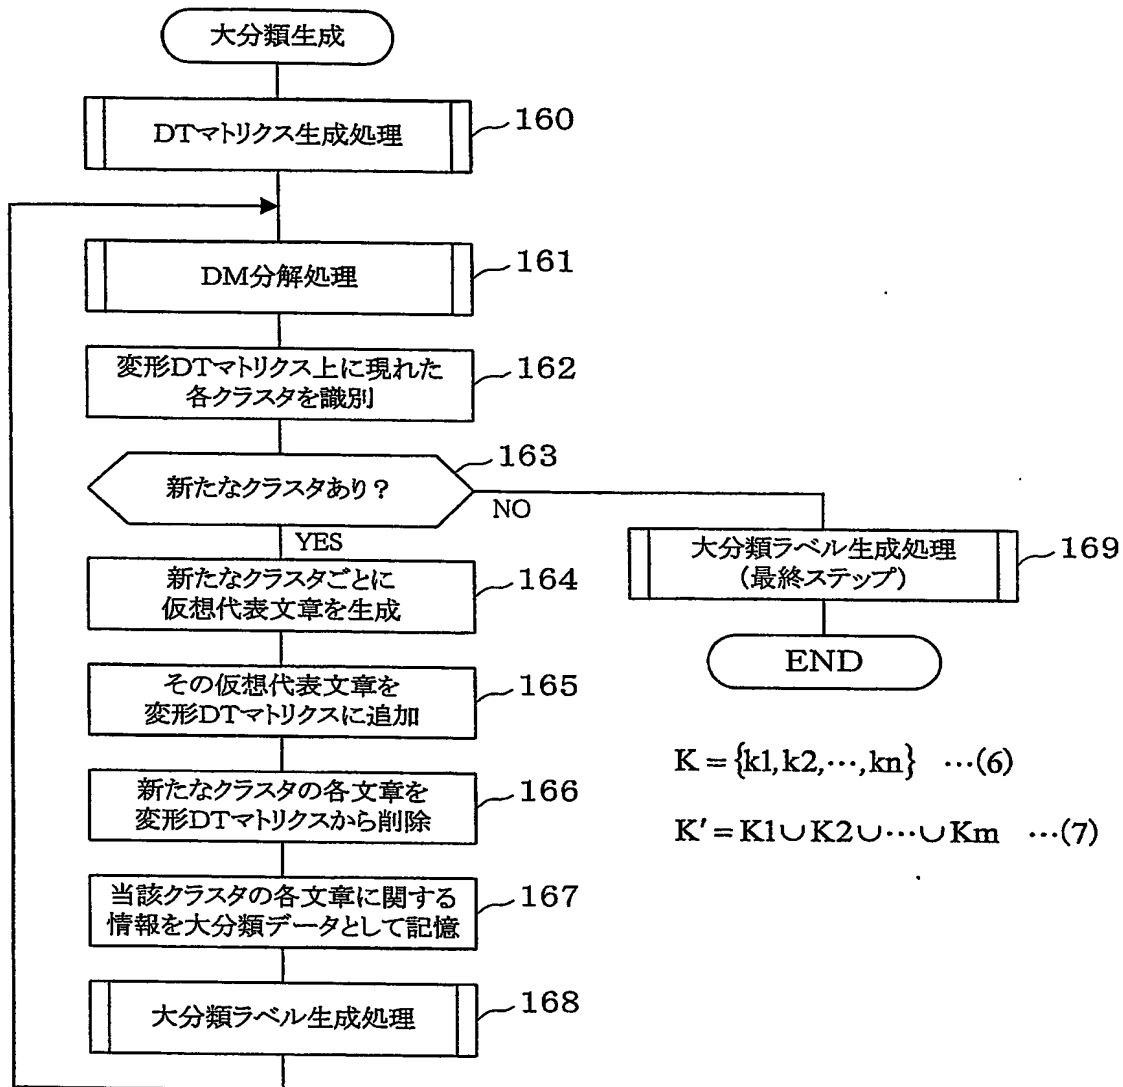 大分類生成
DTマトリクス生成処理
160
DM分解処理
161
変形DTマトリクス上に現れた
各クラスタを識別
162
新たなクラスタあり？
163
NO
YES
新たなクラスタごとに
仮想代表文章を生成
164
その仮想代表文章を
変形DTマトリクスに追加
165
新たなクラスタの各文章を
変形DTマトリクスから削除
166
当該クラスタの各文章に関する
情報を大分類データとして記憶
167
大分類ラベル生成処理
168
大分類ラベル生成処理
(最終ステップ)
169
END
K = {k1, k2, ⋯, kn} ⋯(6)
K′ = K1∪K2∪⋯∪Km ⋯(7)